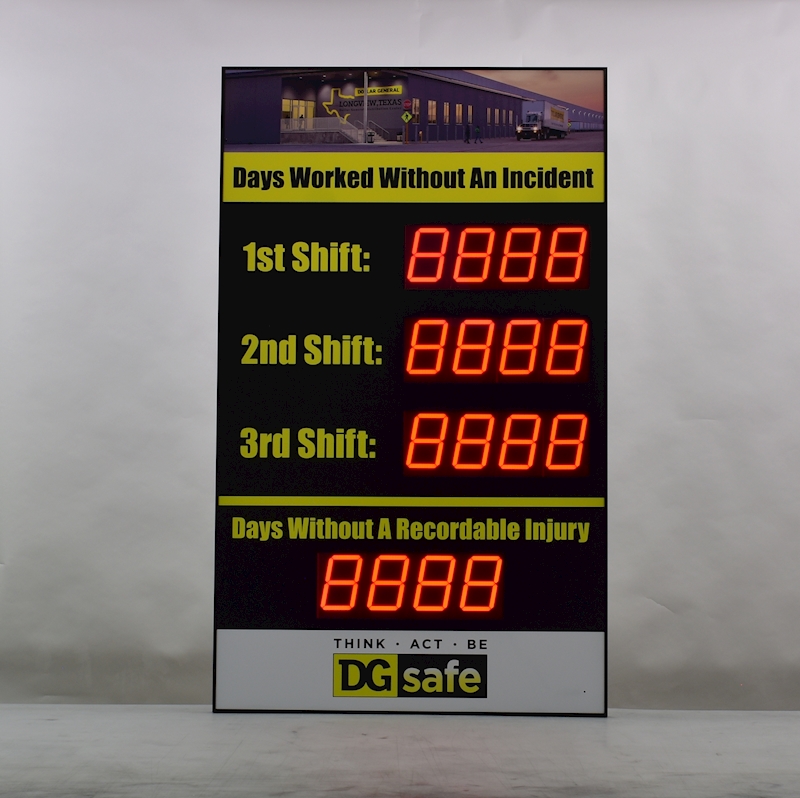 DOLLAR GENERAL
LONGVIEW, TEXAS
Days Worked Without An Incident
1st Shift: 8888
2nd Shift: 8888
3rd Shift: 8888
Days Without A Recordable Injury
8888
THINK · ACT · BE
DG safe